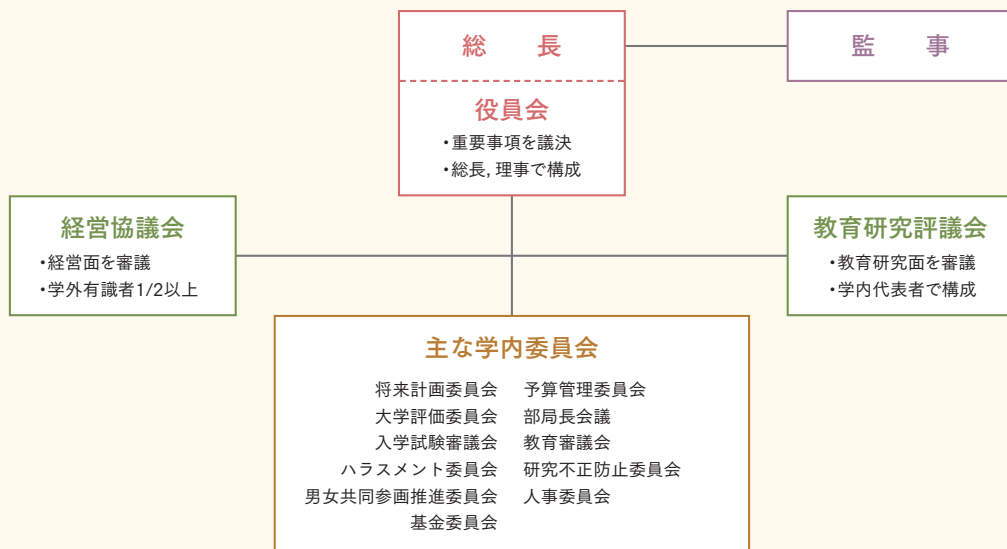 総　長
監　事
役員会
・重要事項を議決
・総長, 理事で構成
経営協議会
・経営面を審議
・学外有識者1/2以上
教育研究評議会
・教育研究面を審議
・学内代表者で構成
主な学内委員会
将来計画委員会　予算管理委員会
大学評価委員会　部局長会議
入学試験審議会　教育審議会
ハラスメント委員会　研究不正防止委員会
男女共同参画推進委員会　人事委員会
基金委員会